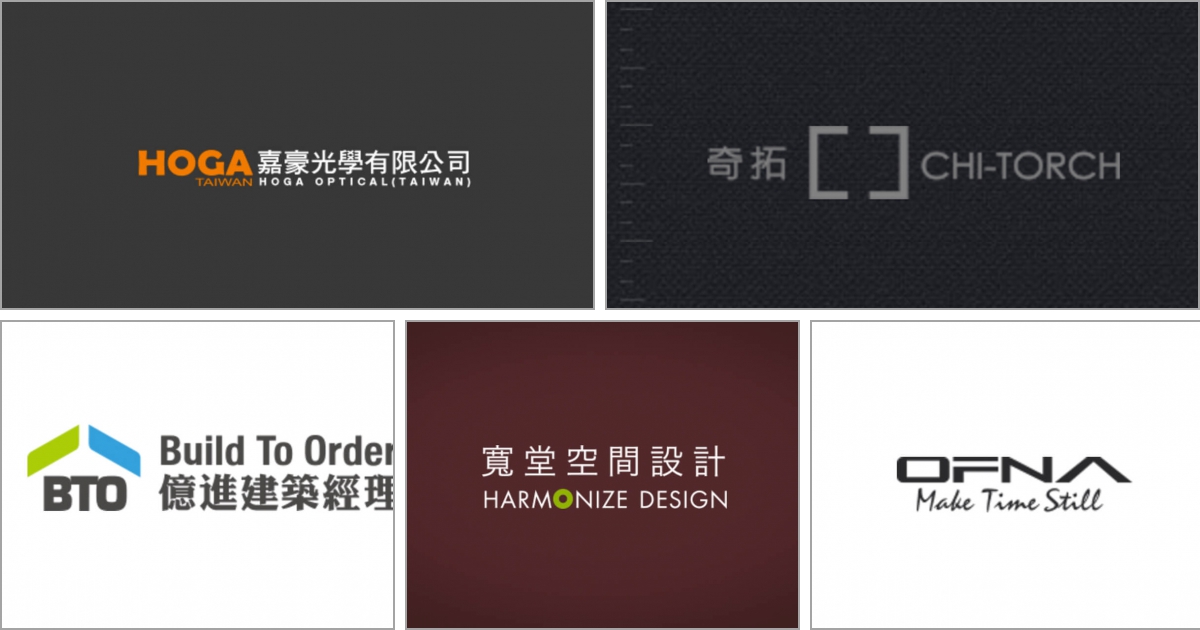 HOGA 嘉豪光學有限公司
TAIWAN HOGA OPTICAL(TAIWAN)
奇拓 [ ] CHI-TORCH
Build To Order
BTO 億進建築經理
寬堂空間設計
HARMONIZE DESIGN
OFNA
Make Time Still